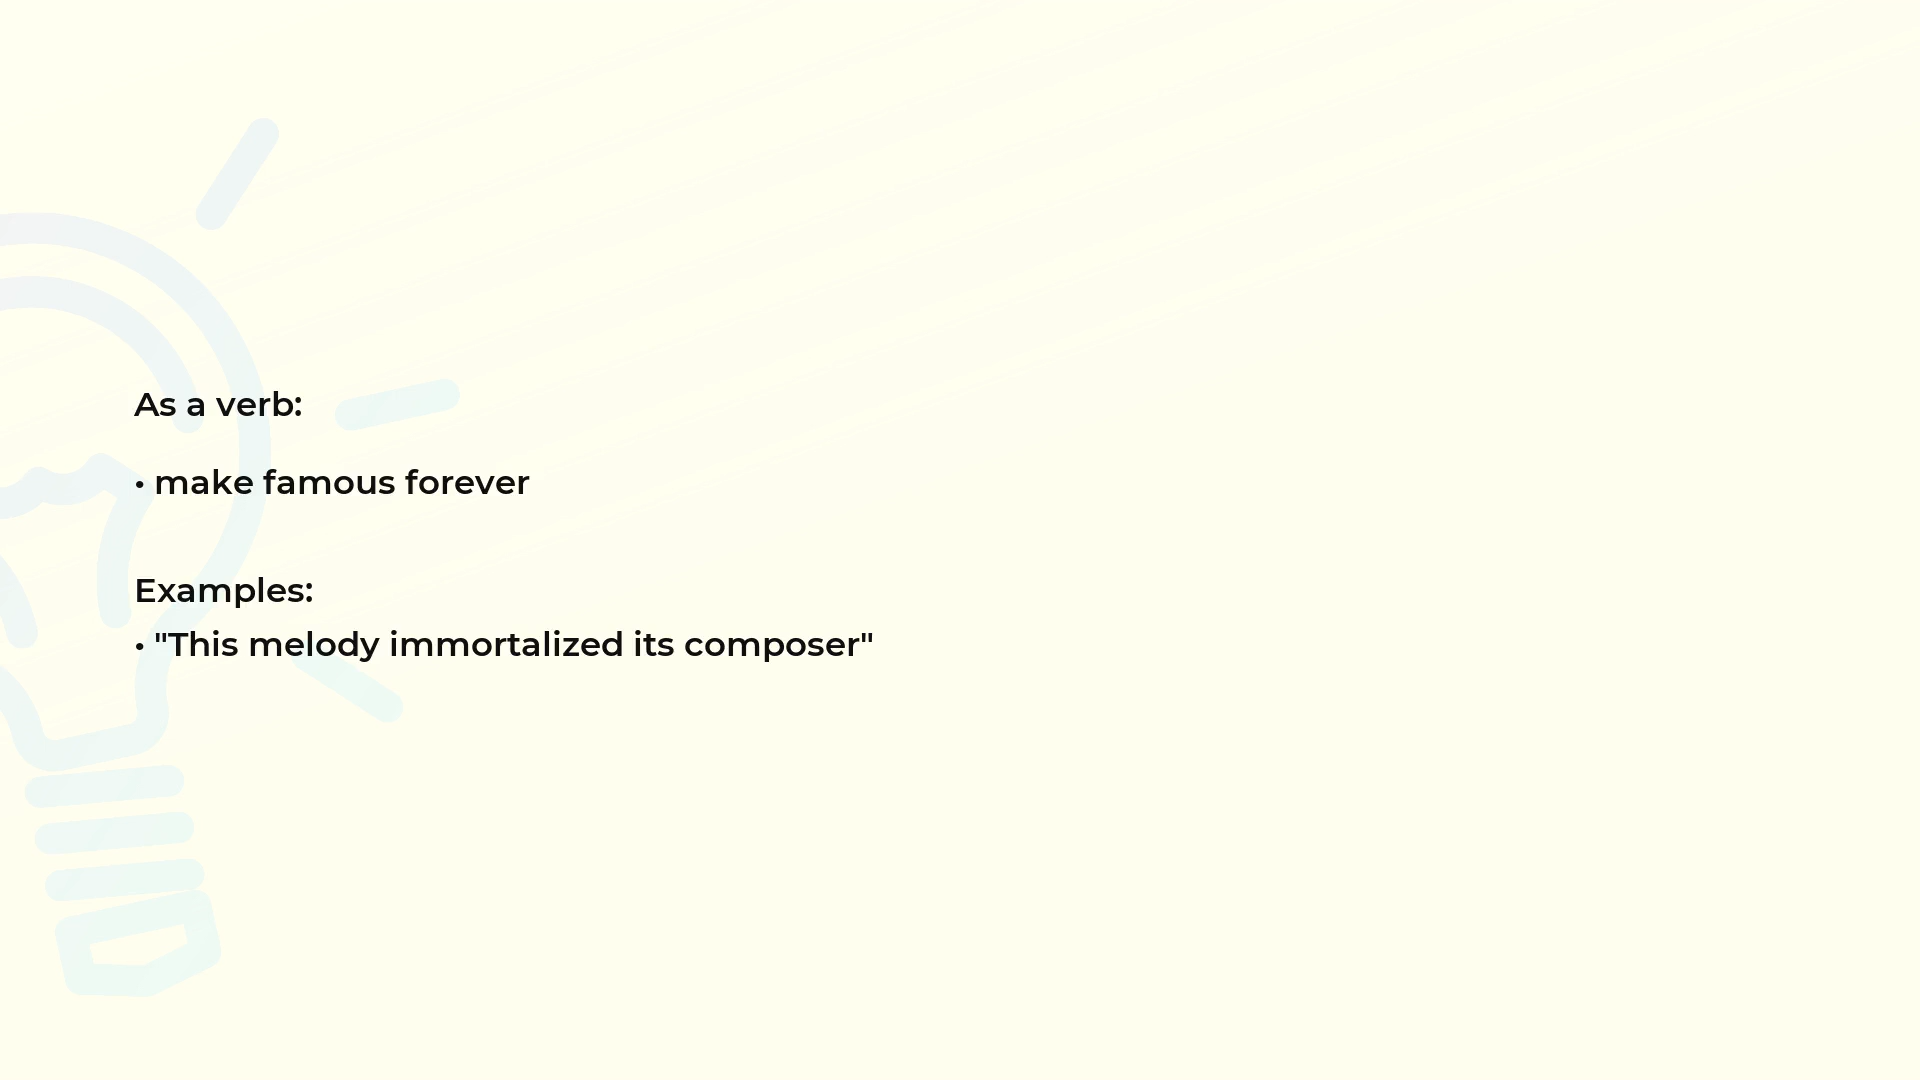 As a verb:
• make famous forever
Examples:
• "This melody immortalized its composer"